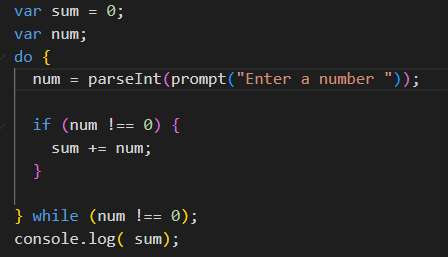 var sum = 0;
var num;
do {
num = parseInt(prompt("Enter a number "));
if (num !== 0) {
sum += num;
}
} while (num !== 0);
console.log( sum);